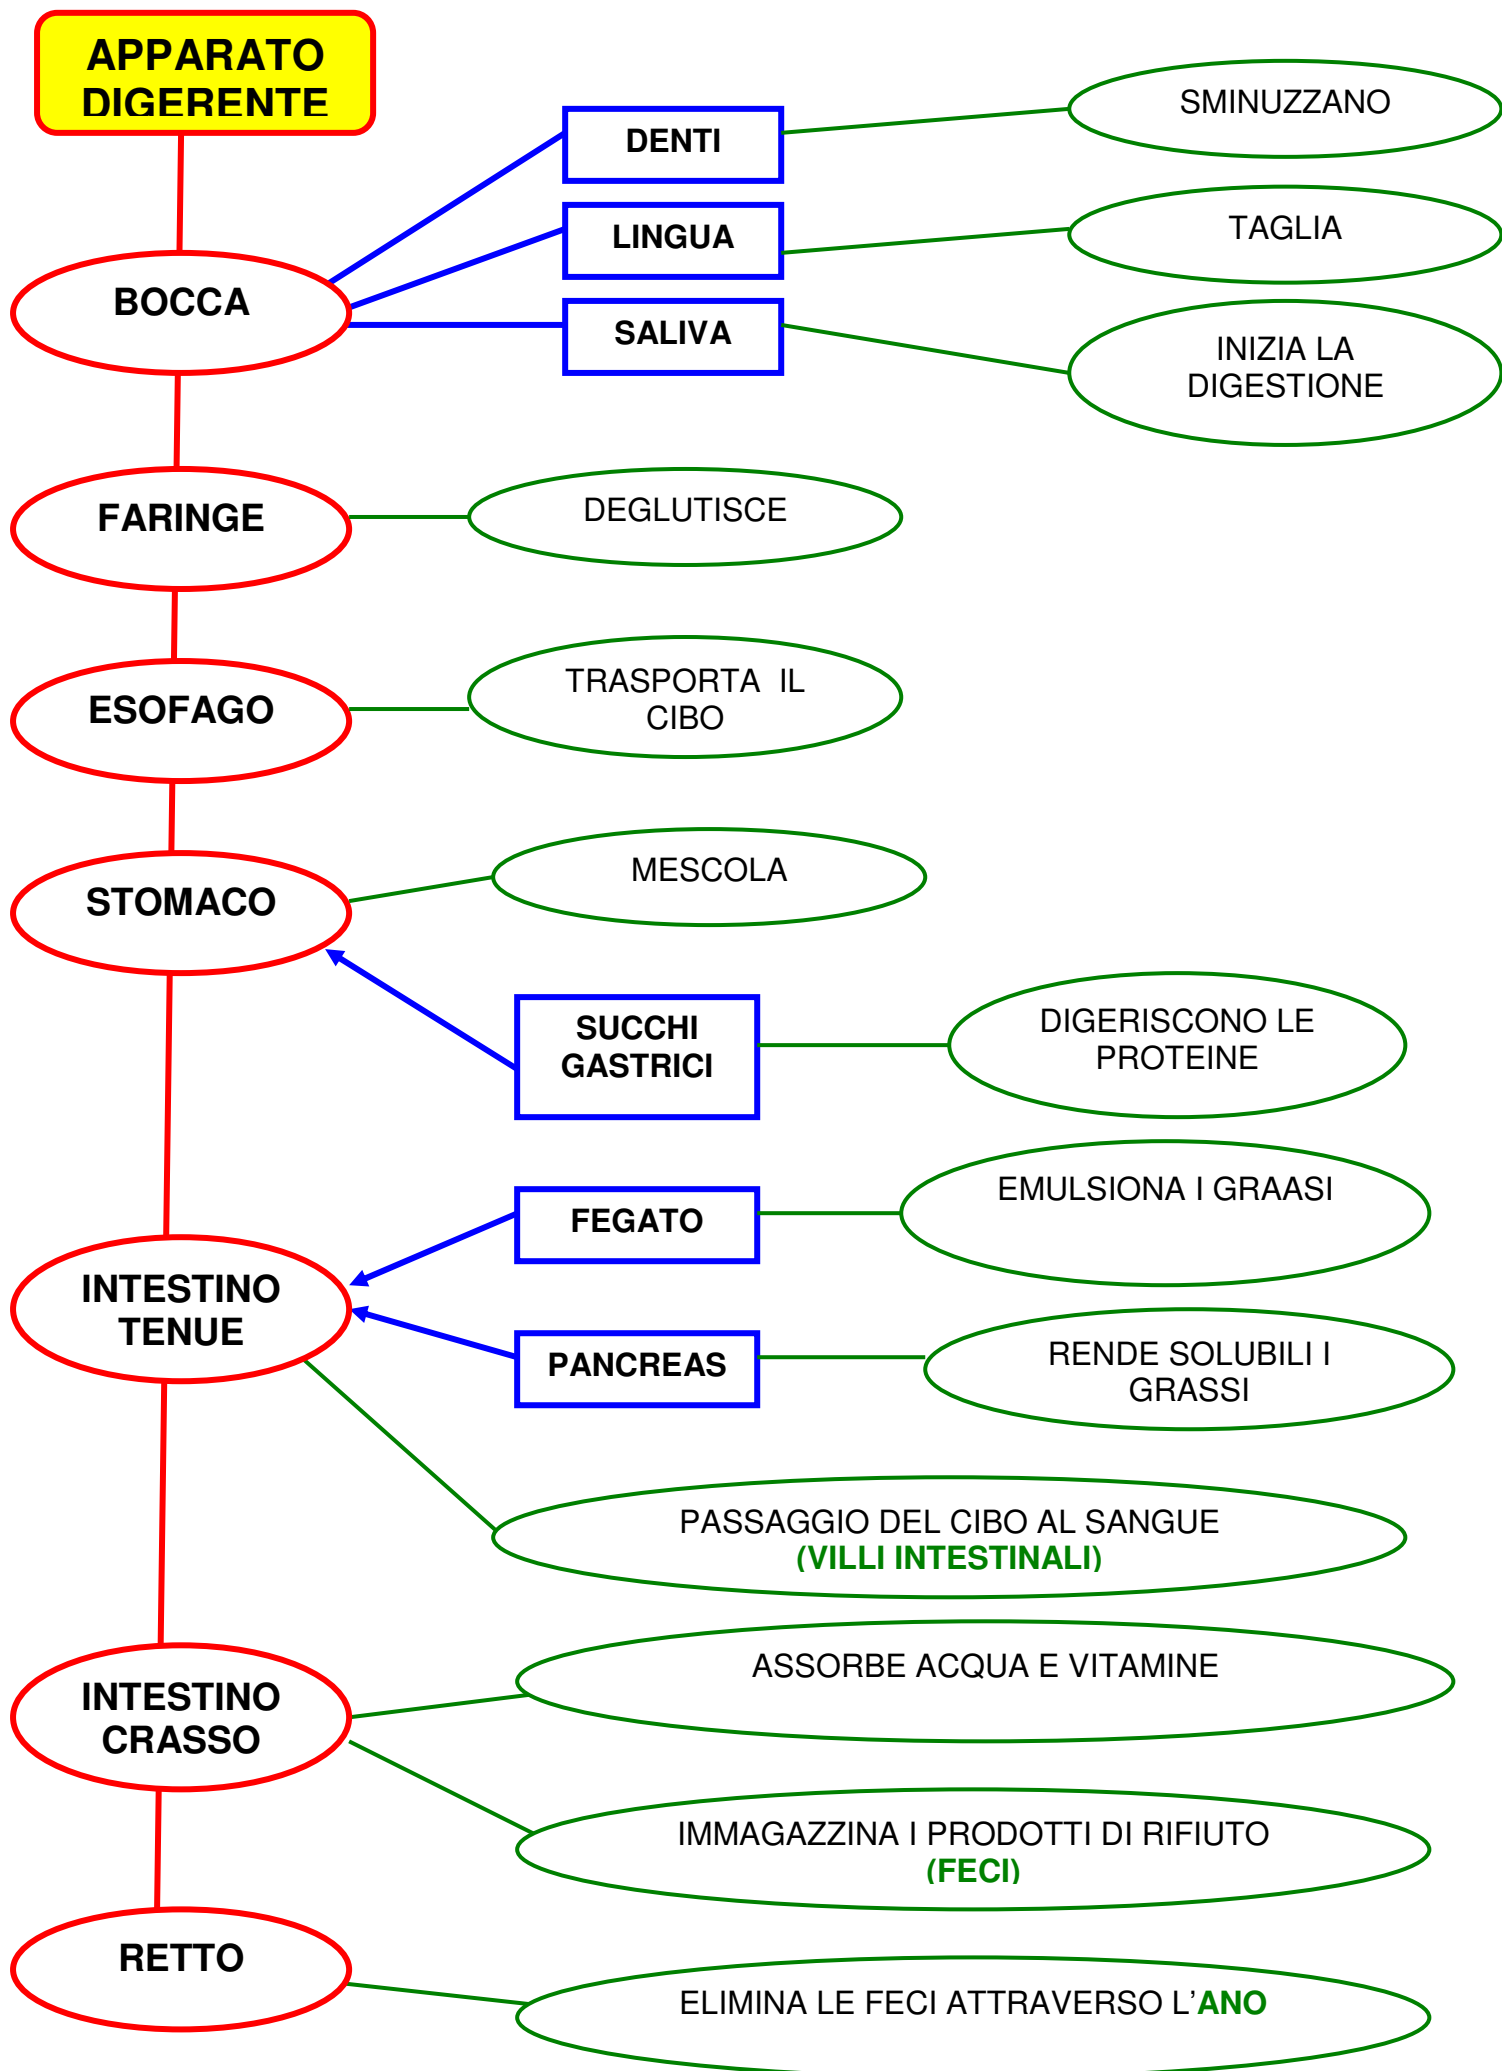 APPARATO
DIGERENTE
DENTI
SMINUZZANO
LINGUA
TAGLIA
BOCCA
SALIVA
INIZIA LA
DIGESTIONE
FARINGE
DEGLUTISCE
ESOFAGO
TRASPORTA IL
CIBO
STOMACO
MESCOLA
SUCCHI
GASTRICI
DIGERISCONO LE
PROTEINE
FEGATO
EMULSIONA I GRAASI
INTESTINO
TENUE
PANCREAS
RENDE SOLUBILI I
GRASSI
PASSAGGIO DEL CIBO AL SANGUE
(VILLI INTESTINALI)
INTESTINO
CRASSO
ASSORBE ACQUA E VITAMINE
IMMAGAZZINA I PRODOTTI DI RIFIUTO
(FECI)
RETTO
ELIMINA LE FECI ATTRAVERSO L'ANO